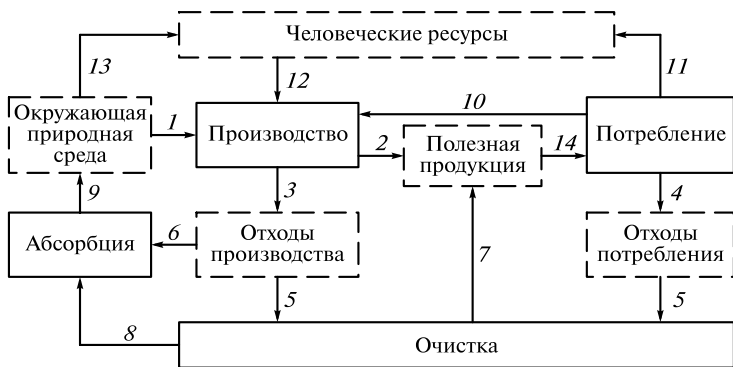 Человеческие ресурсы
13
12
11
Окружающая
природная
среда
1
Производство
10
Потребление
2
Полезная
продукция
14
9
3
4
Абсорбция
6
Отходы
производства
7
Отходы
потребления
5
5
8
Очистка